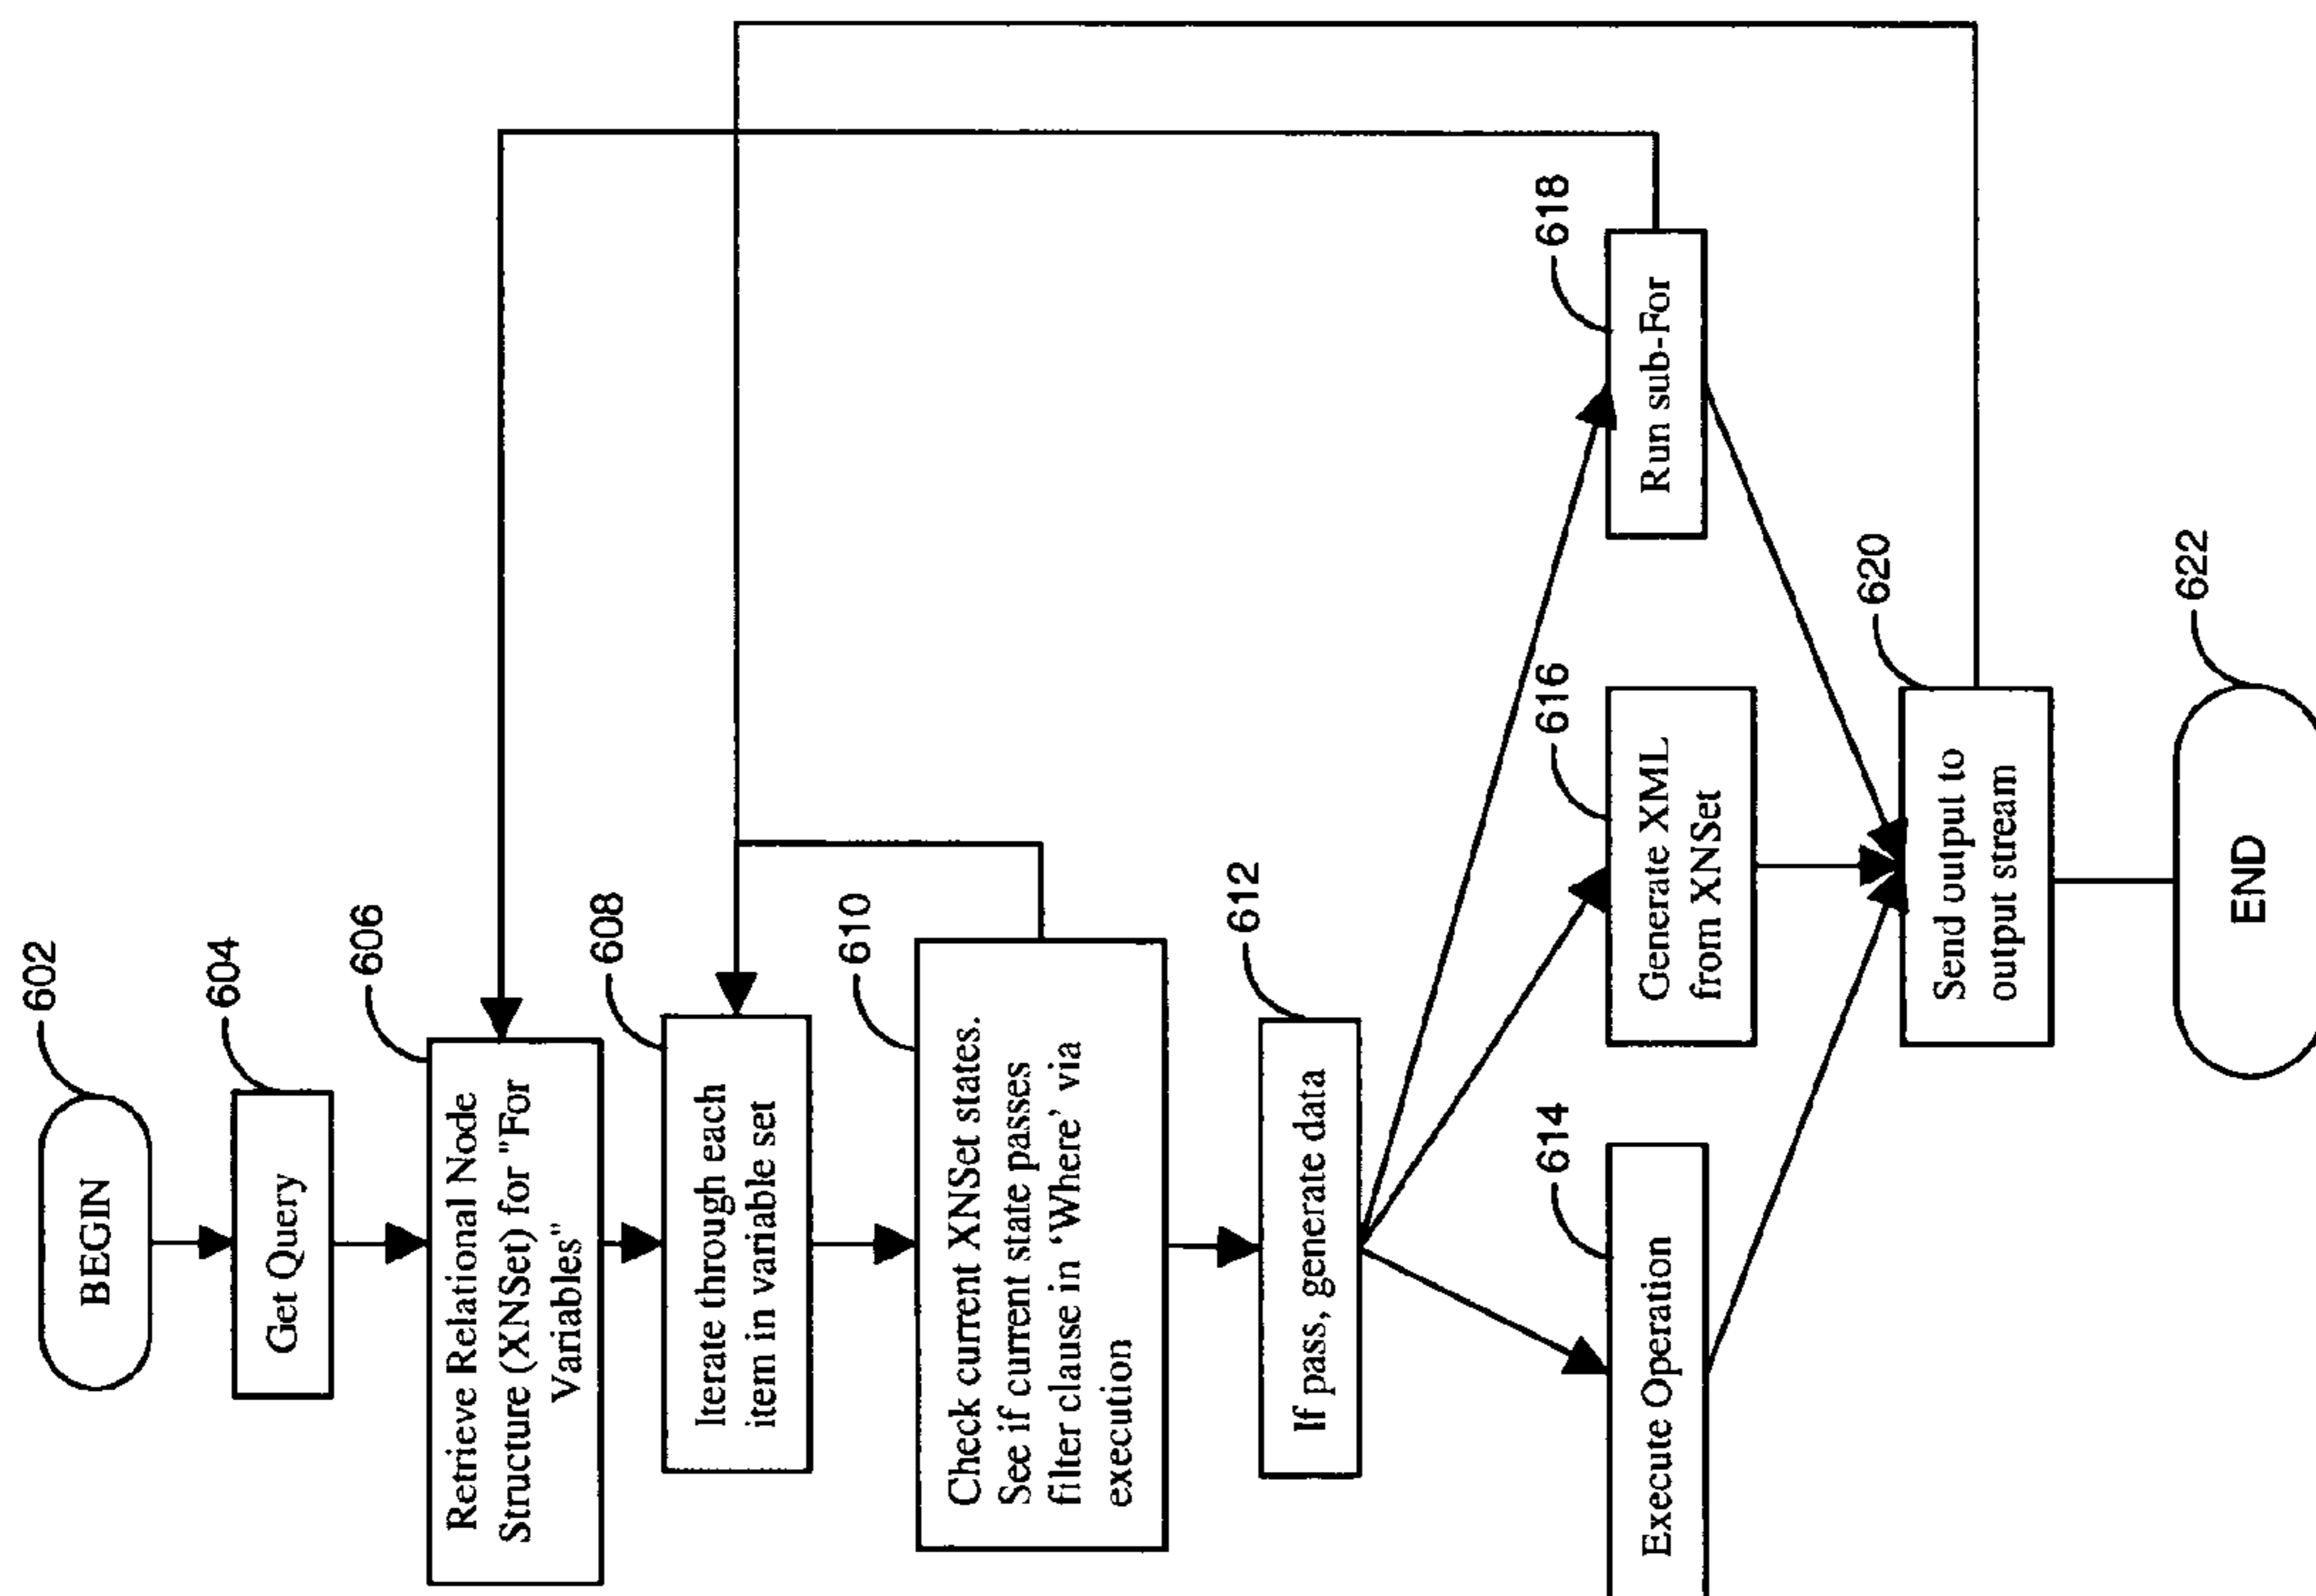 602
BEGIN
604
Get Query
606
Retrieve Relational Node
Structure (XNSet) for "For
Variables"
608
Iterate through each
item in variable set
610
Check current XNSet states.
See if current state passes
filter clause in 'Where' via
execution
612
If pass, generate data
614
Execute Operation
616
Generate XML
from XNSet
618
Run sub-For
620
Send output to
output stream
622
END